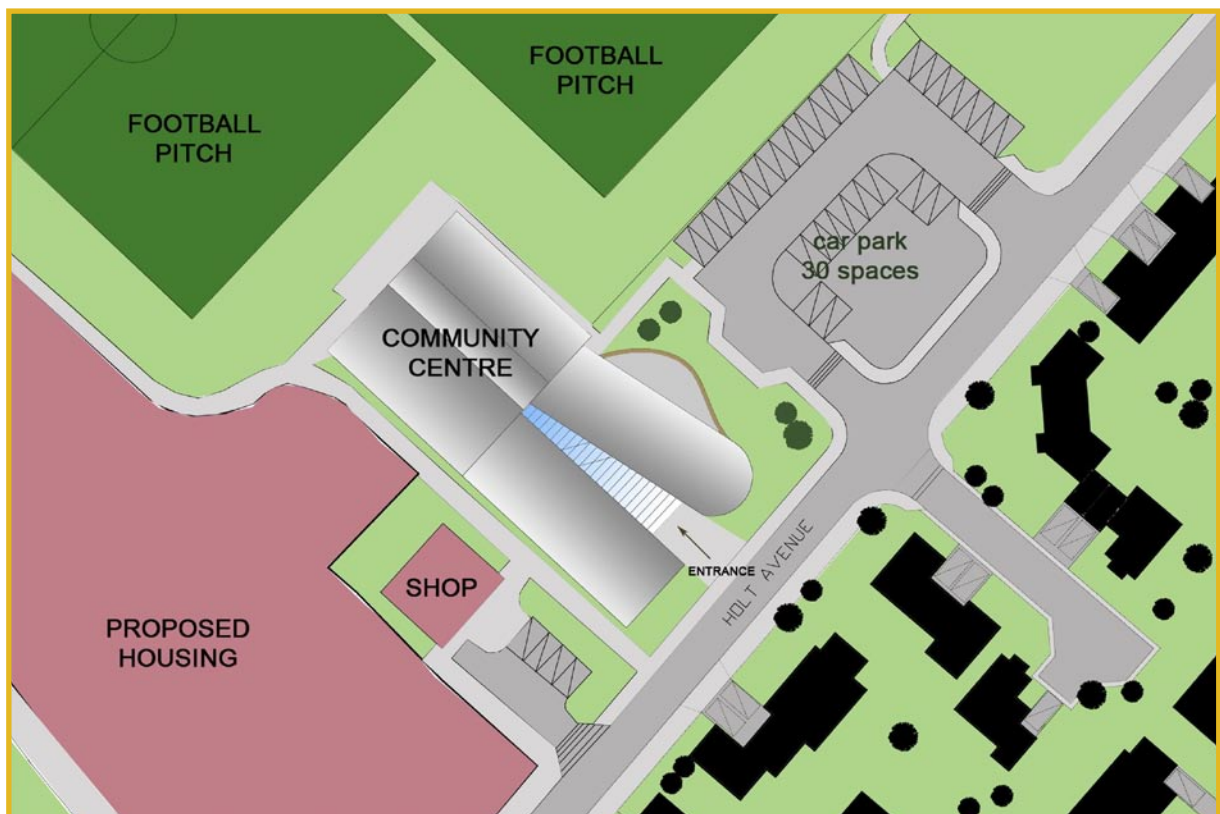 FOOTBALL
PITCH
FOOTBALL
PITCH
car park
30 spaces
COMMUNITY
CENTRE
ENTRANCE
HOLT AVENUE
SHOP
PROPOSED
HOUSING